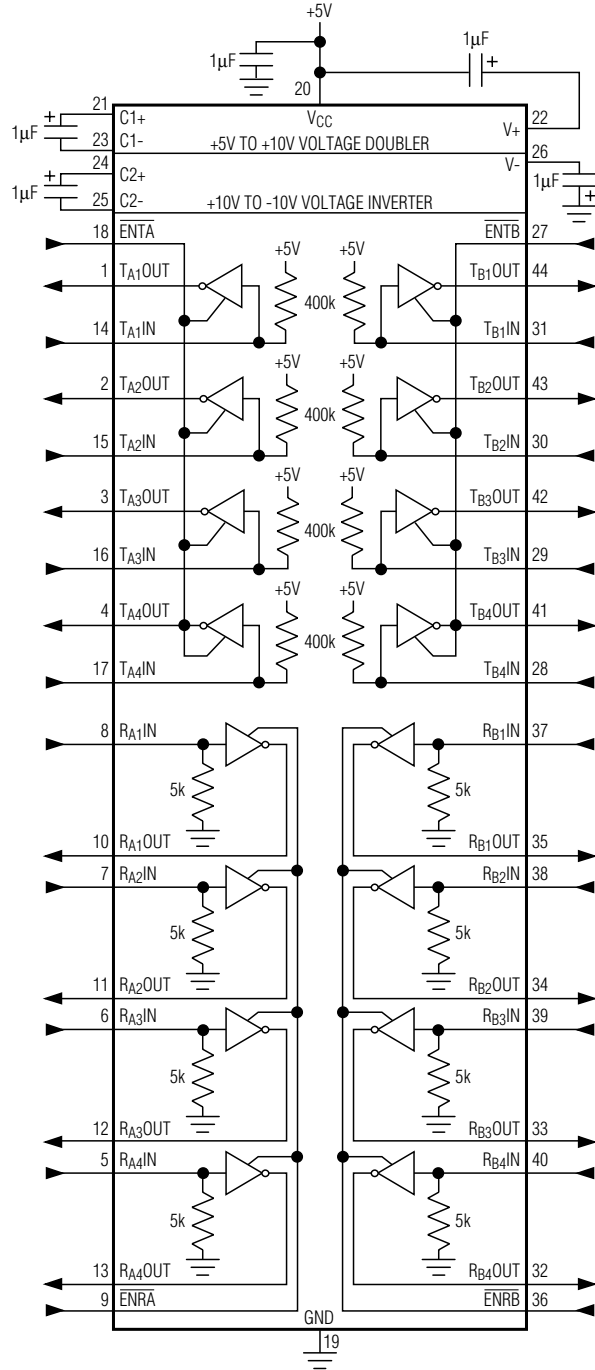 +5V
1µF
1µF
+
20
21
22
+
C1+
VCC
V+
1µF
23
C1-
+5V TO +10V VOLTAGE DOUBLER
26
24
V-
+
C2+
1µF
1µF
25
C2-
+10V TO -10V VOLTAGE INVERTER
+
18
ENTA
ENTB
27
+5V
+5V
1
TA1OUT
TB1OUT
44
400k
14
TA1IN
TB1IN
31
+5V
+5V
2
TA2OUT
TB2OUT
43
400k
15
TA2IN
TB2IN
30
+5V
+5V
3
TA3OUT
TB3OUT
42
400k
16
TA3IN
TB3IN
29
+5V
+5V
4
TA4OUT
TB4OUT
41
400k
17
TA4IN
TB4IN
28
8
RA1IN
RB1IN
37
5k
5k
10
RA1OUT
RB1OUT
35
7
RA2IN
RB2IN
38
5k
5k
11
RA2OUT
RB2OUT
34
6
RA3IN
RB3IN
39
5k
5k
12
RA3OUT
RB3OUT
33
5
RA4IN
RB4IN
40
5k
5k
13
RA4OUT
RB4OUT
32
9
ENRA
ENRB
36
GND
19